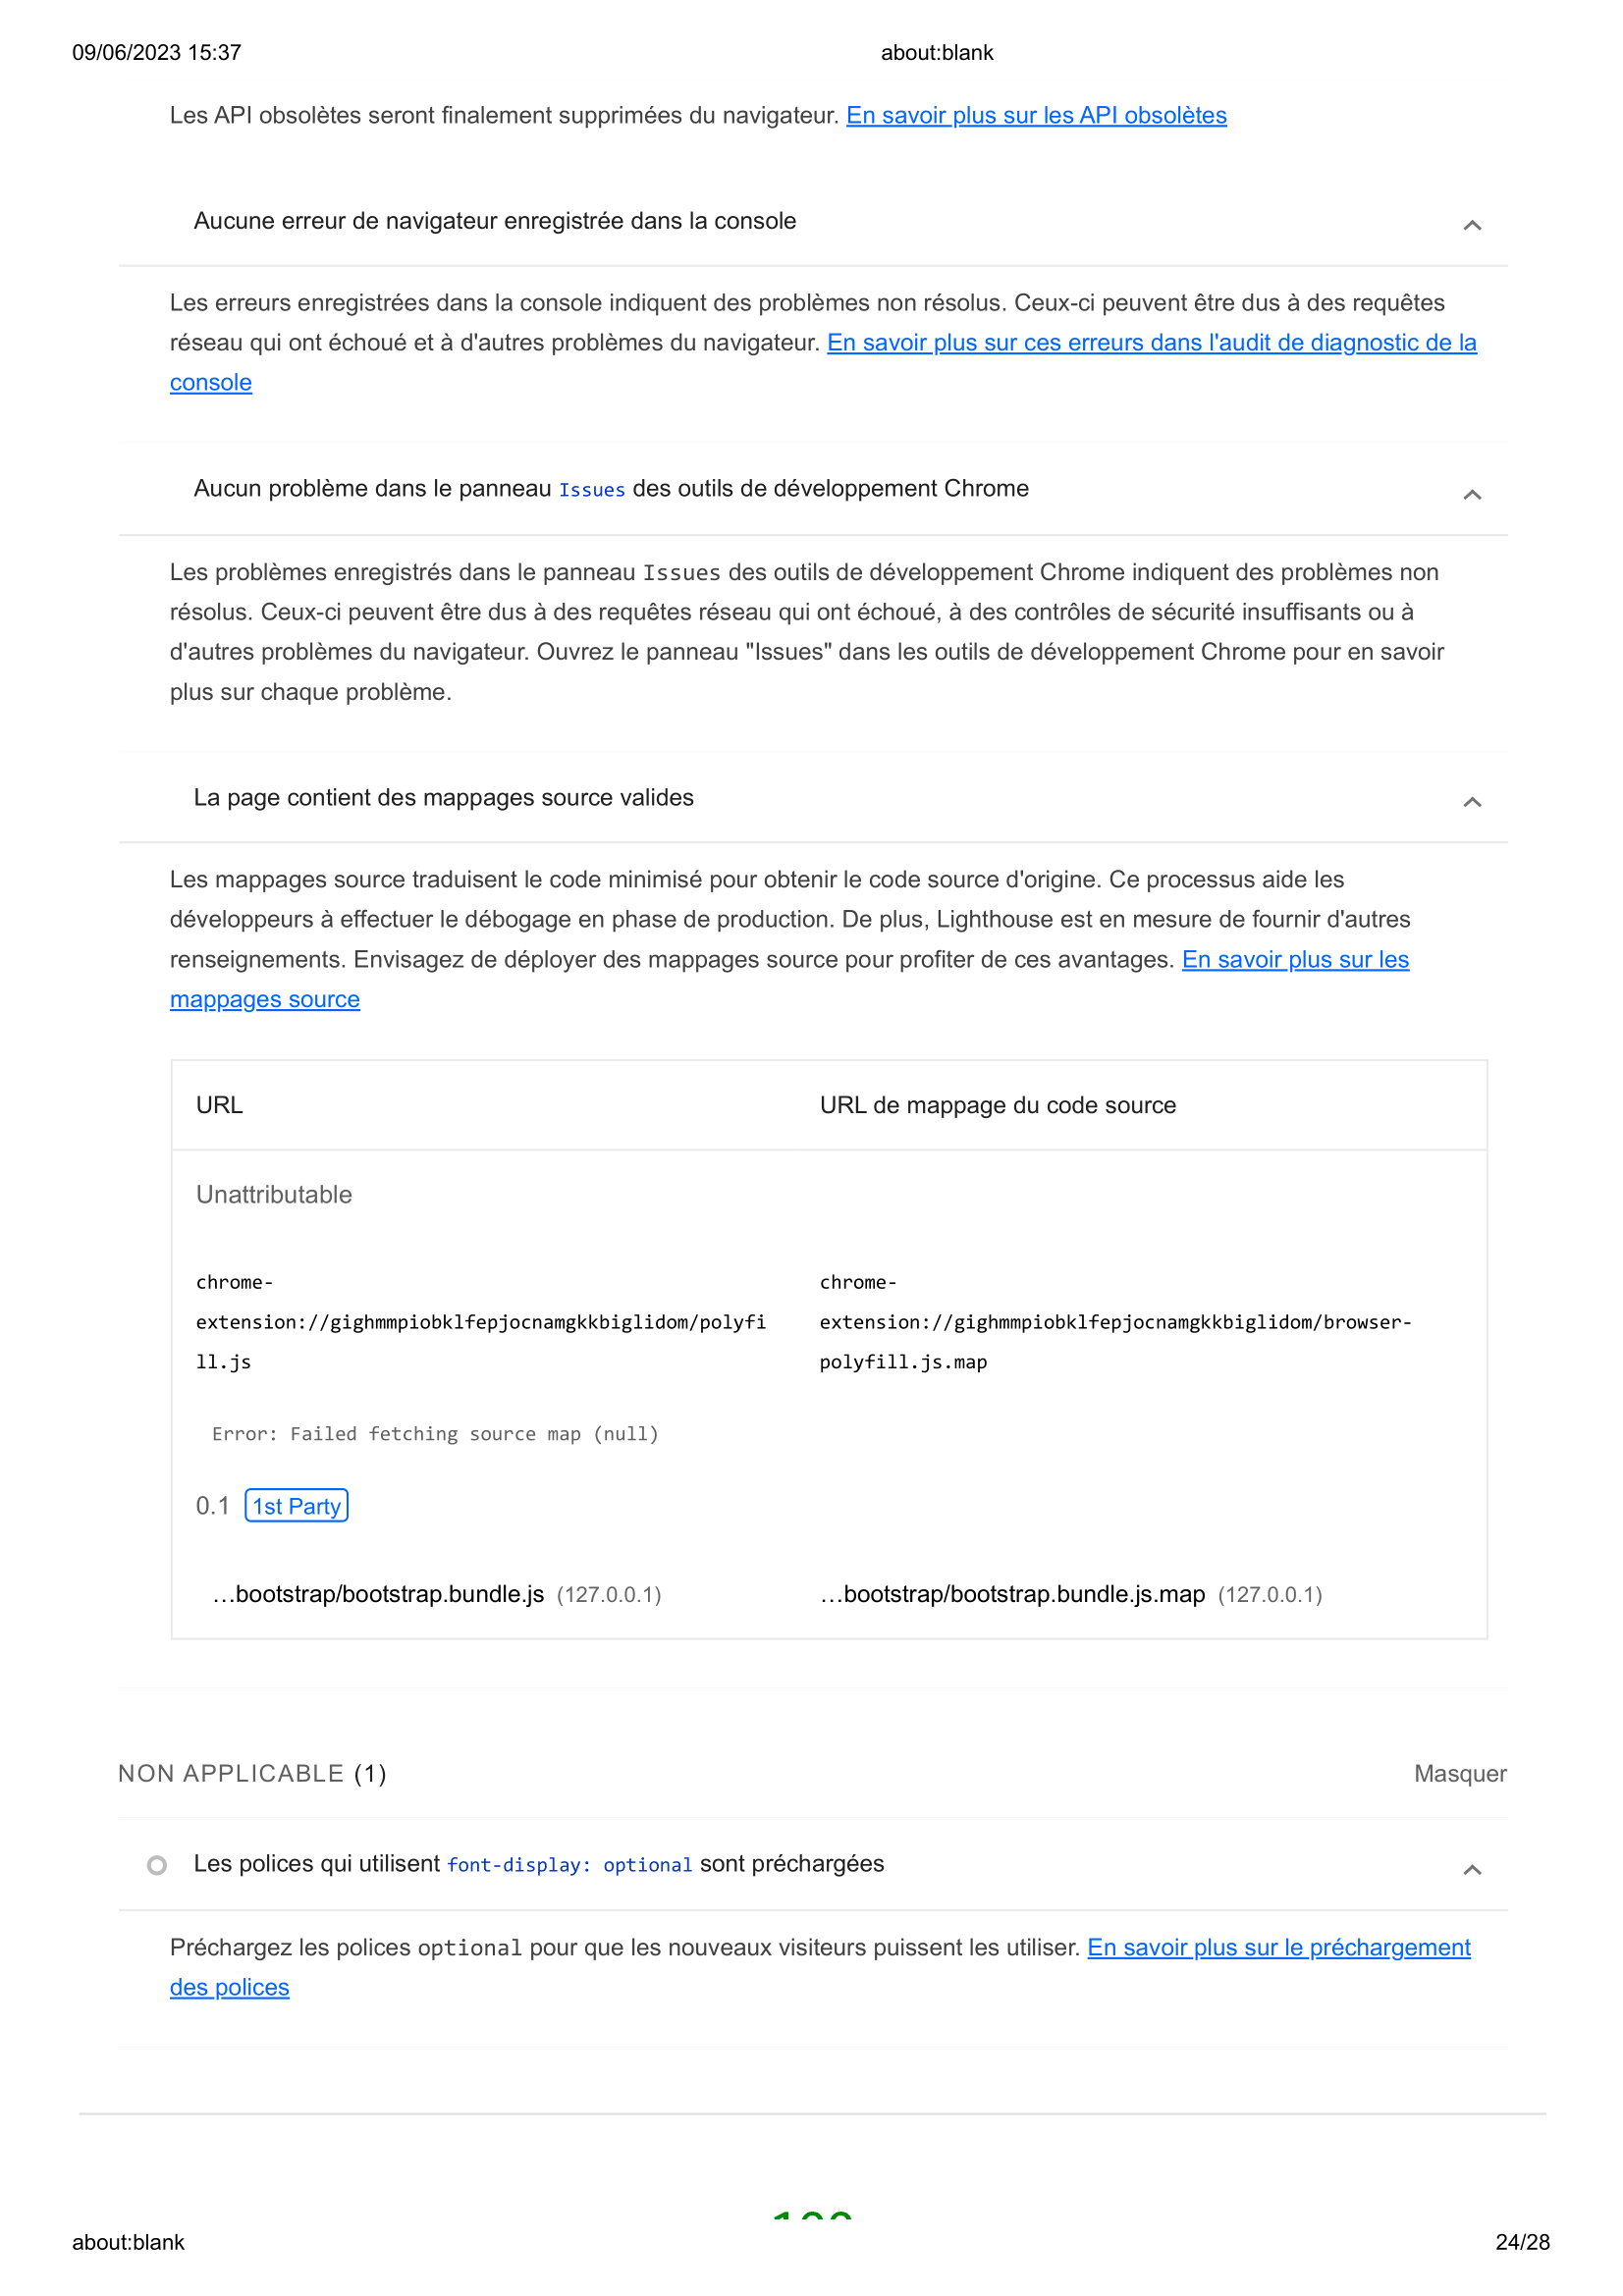 09/06/2023 15:37
about:blank
Les API obsolètes seront finalement supprimées du navigateur. En savoir plus sur les API obsolètes
Aucune erreur de navigateur enregistrée dans la console
Les erreurs enregistrées dans la console indiquent des problèmes non résolus. Ceux-ci peuvent être dus à des requêtes
réseau qui ont échoué et à d'autres problèmes du navigateur. En savoir plus sur ces erreurs dans l'audit de diagnostic de la
console
Aucun problème dans le panneau Issues des outils de développement Chrome
Les problèmes enregistrés dans le panneau Issues des outils de développement Chrome indiquent des problèmes non
résolus. Ceux-ci peuvent être dus à des requêtes réseau qui ont échoué, à des contrôles de sécurité insuffisants ou à
d'autres problèmes du navigateur. Ouvrez le panneau "Issues" dans les outils de développement Chrome pour en savoir
plus sur chaque problème.
La page contient des mappages source valides
Les mappages source traduisent le code minimisé pour obtenir le code source d'origine. Ce processus aide les
développeurs à effectuer le débogage en phase de production. De plus, Lighthouse est en mesure de fournir d'autres
renseignements. Envisagez de déployer des mappages source pour profiter de ces avantages. En savoir plus sur les
mappages source
URL
URL de mappage du code source
Unattributable
chrome-
extension://gighmmpiobklfepjocnamgkkbiglidom/polyfi
ll.js
chrome-
extension://gighmmpiobklfepjocnamgkkbiglidom/browser-
polyfill.js.map
Error: Failed fetching source map (null)
0.1 1st Party
…bootstrap/bootstrap.bundle.js (127.0.0.1)
…bootstrap/bootstrap.bundle.js.map (127.0.0.1)
NON APPLICABLE (1)
Masquer
Les polices qui utilisent font-display: optional sont préchargées
Préchargez les polices optional pour que les nouveaux visiteurs puissent les utiliser. En savoir plus sur le préchargement
des polices
about:blank
24/28